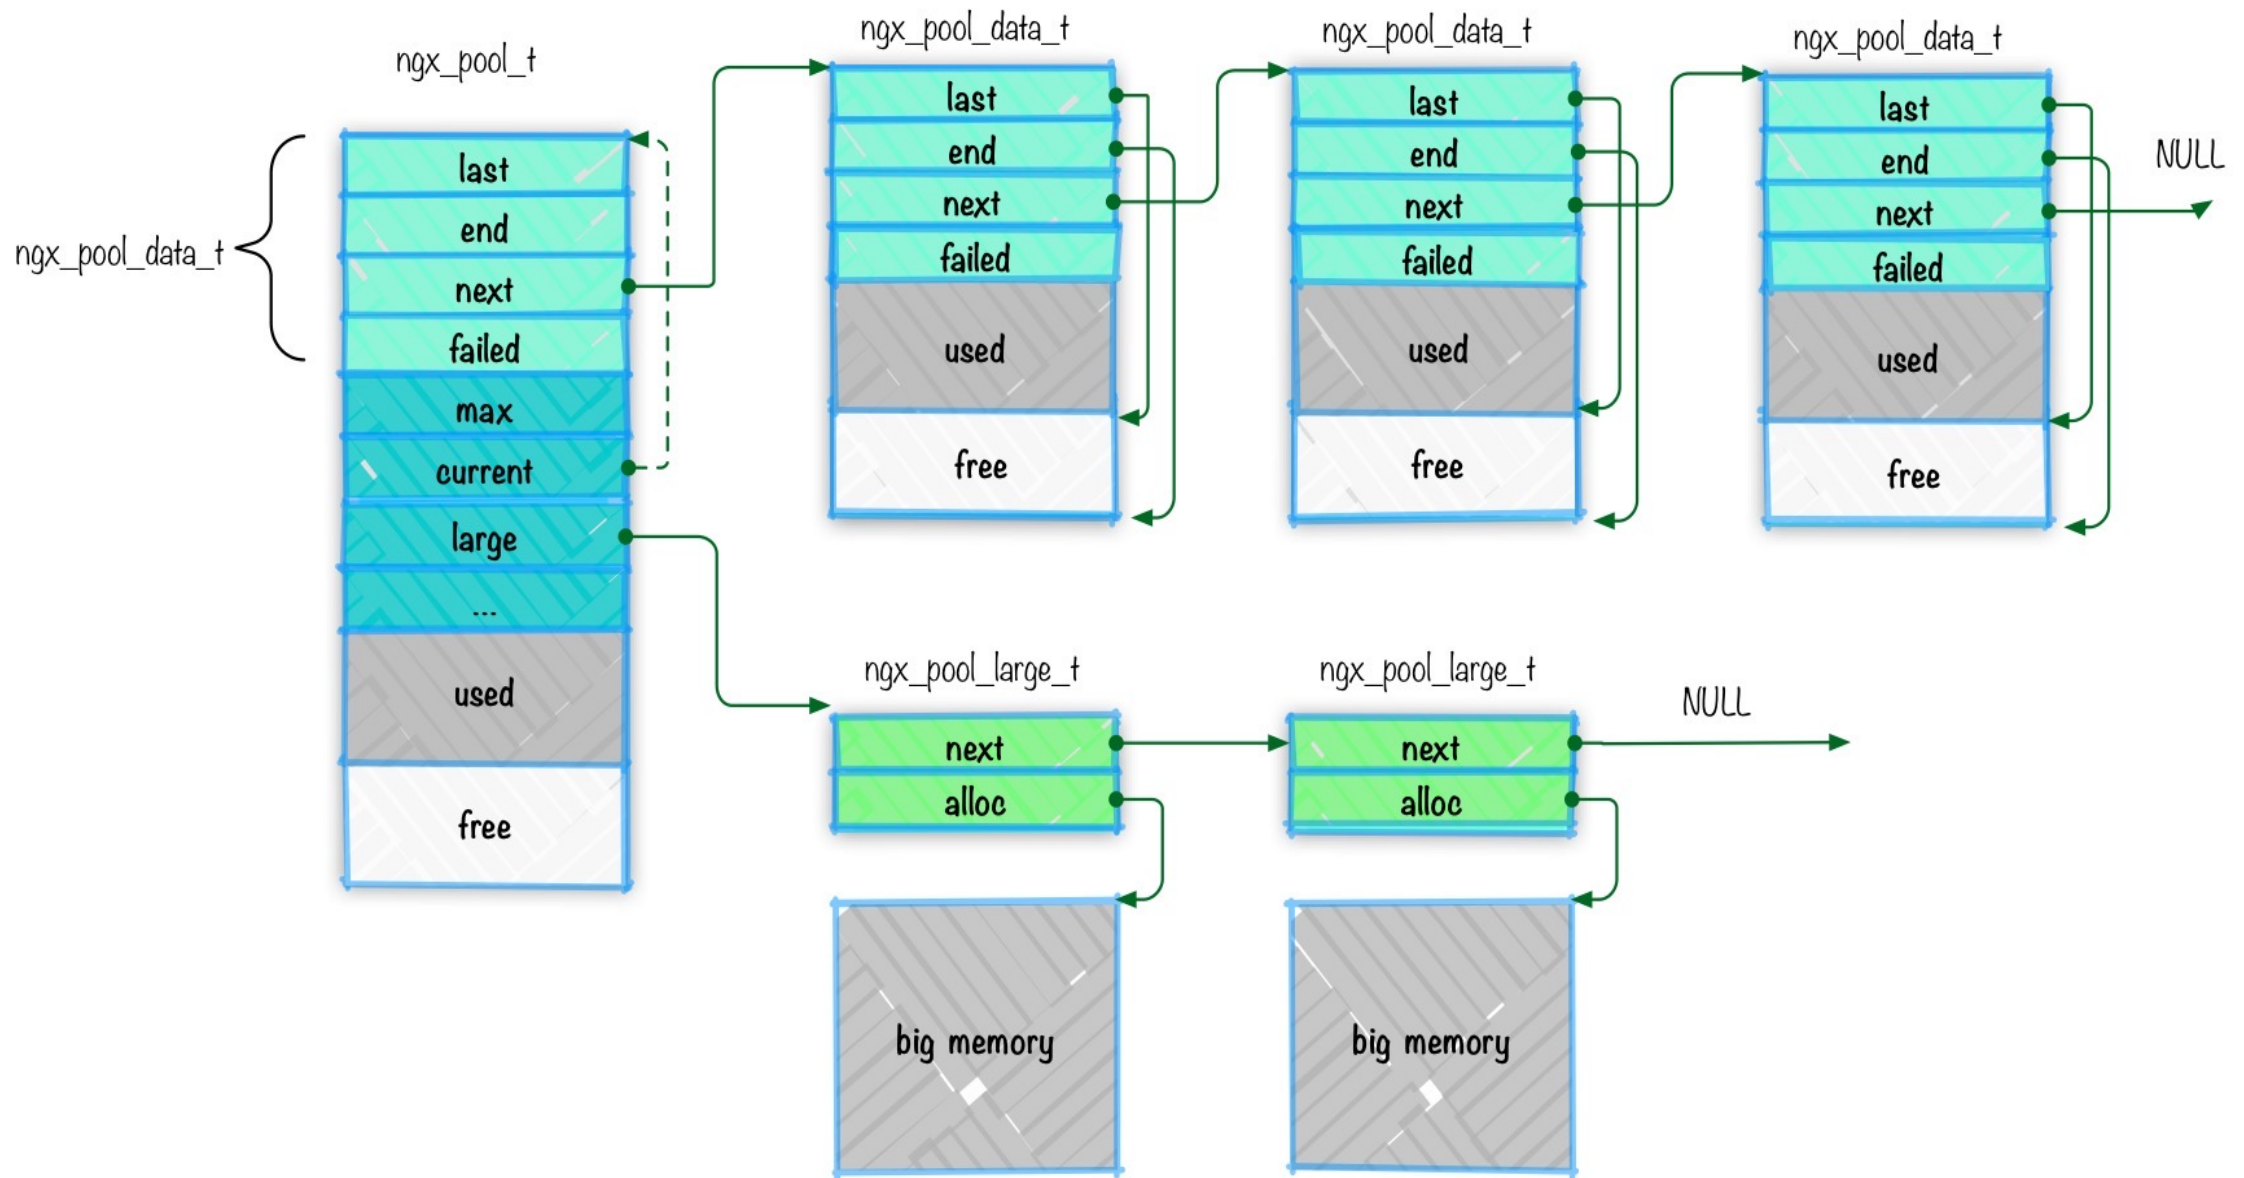 ngx_pool_t
ngx_pool_data_t
last
end
next
failed
max
current
large
...
used
free
ngx_pool_data_t
last
end
next
failed
used
free
ngx_pool_data_t
last
end
next
failed
used
free
ngx_pool_data_t
last
end
next
failed
used
free
NULL
ngx_pool_large_t
next
alloc
big memory
ngx_pool_large_t
next
alloc
big memory
NULL